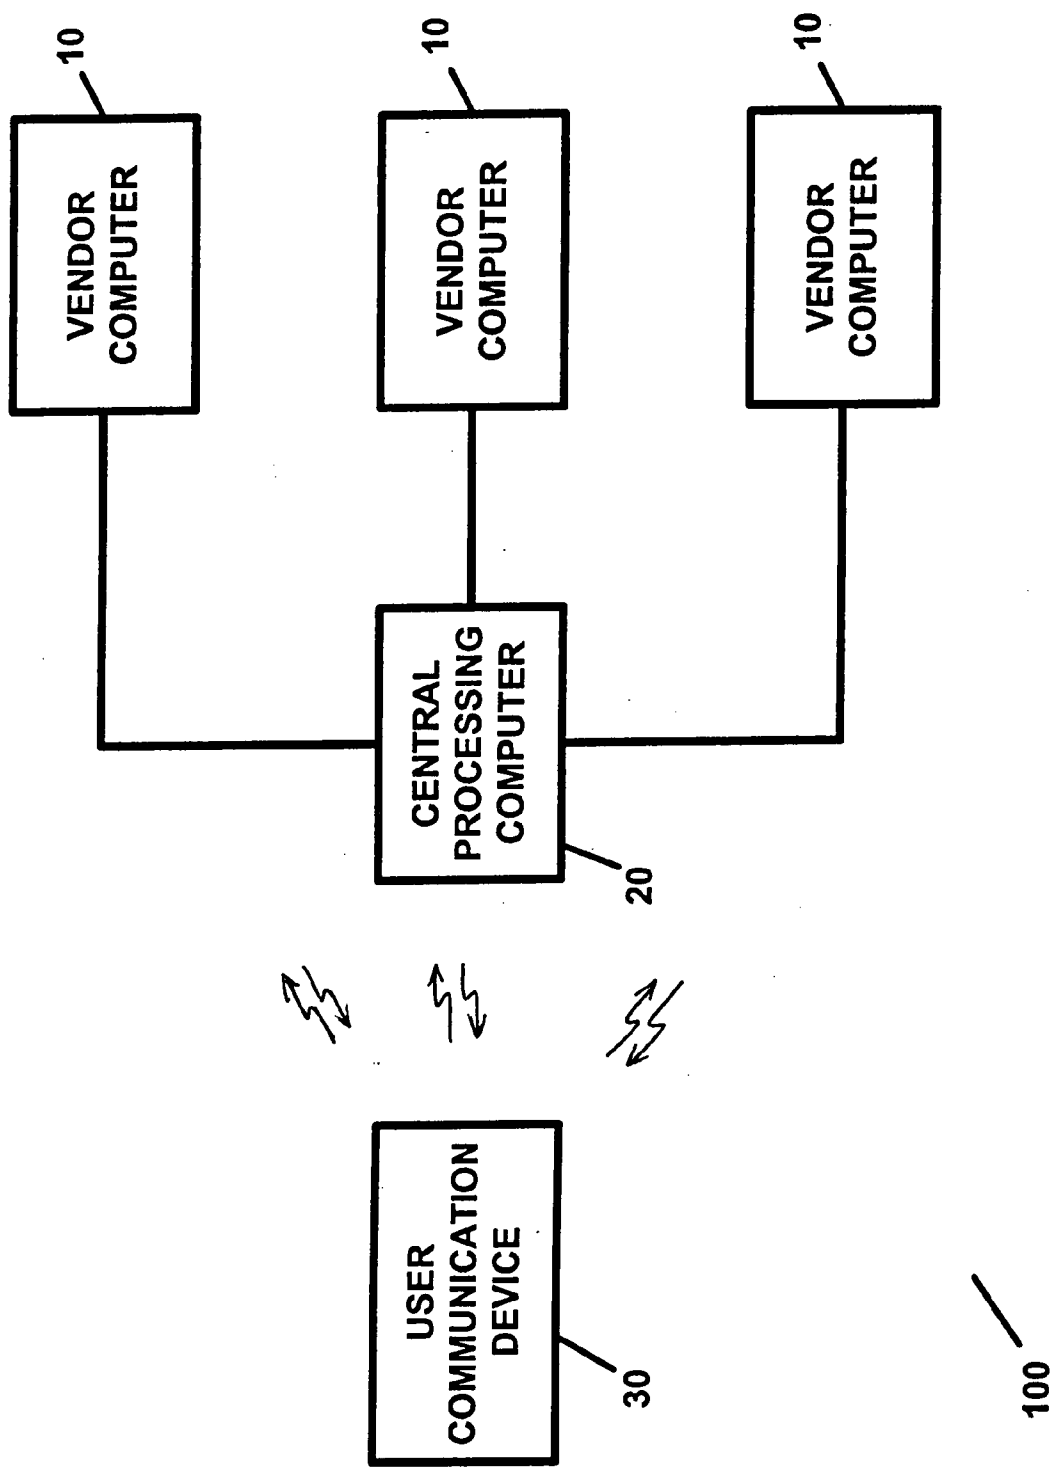 VENDOR
COMPUTER
10
VENDOR
COMPUTER
10
VENDOR
COMPUTER
10
CENTRAL
PROCESSING
COMPUTER
20
USER
COMMUNICATION
DEVICE
30
100